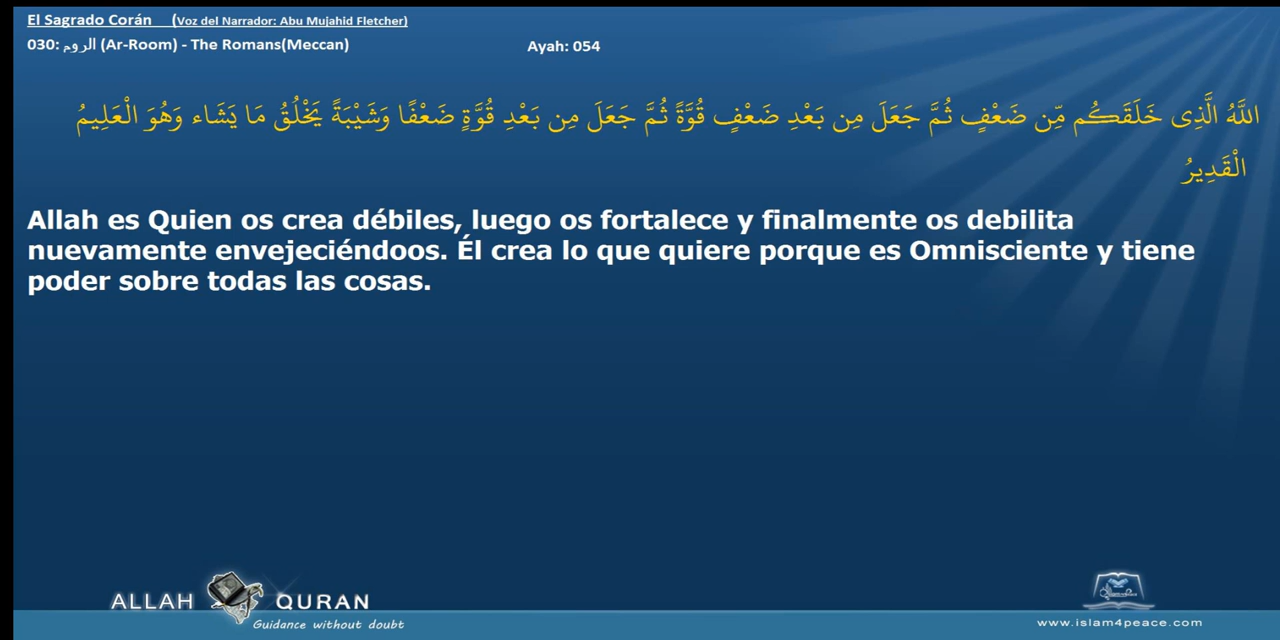 El Sagrado Corán (Voz del Narrador: Abu Mujahid Fletcher)
030: الروم (Ar-Room) - The Romans(Meccan) Ayah: 054
اللَّهُ الَّذِى خَلَقَكُم مِّن ضَعْفٍ ثُمَّ جَعَلَ مِن بَعْدِ ضَعْفٍ قُوَّةً ثُمَّ جَعَلَ مِن بَعْدِ قُوَّةٍ ضَعْفًا وَشَيْبَةً يَخْلُقُ مَا يَشَاء وَهُوَ الْعَلِيمُ
الْقَدِيرُ
Allah es Quien os crea débiles, luego os fortalece y finalmente os debilita
nuevamente envejeciéndoos. Él crea lo que quiere porque es Omnisciente y tiene
poder sobre todas las cosas.
ALLAH QURAN
Guidance without doubt
www.islam4peace.com